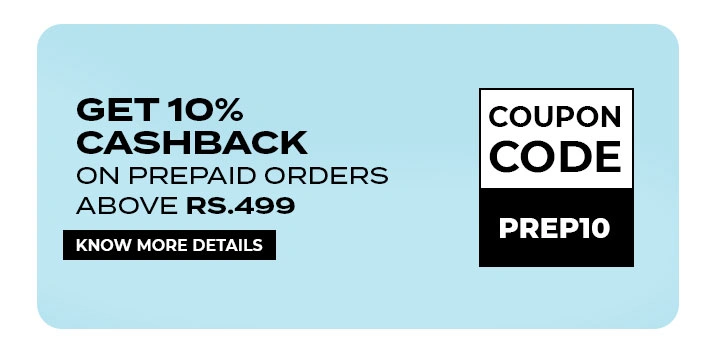 GET 10%
CASHBACK
ON PREPAID ORDERS
ABOVE RS.499
KNOW MORE DETAILS
COUPON
CODE
PREP10